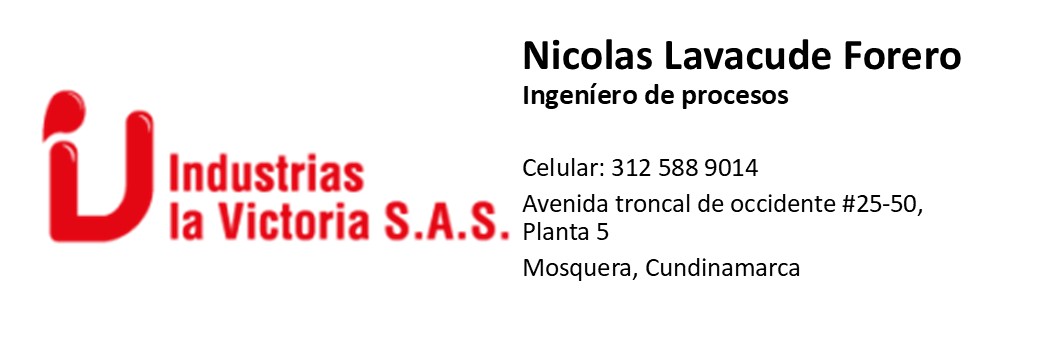 Industrias
la Victoria S.A.S.
Nicolas Lavacude Forero
Ingeníero de procesos
Celular: 312 588 9014
Avenida troncal de occidente #25-50,
Planta 5
Mosquera, Cundinamarca